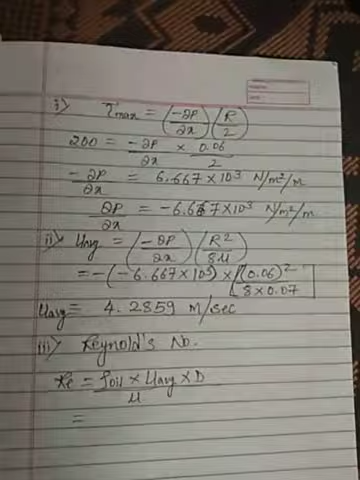 i) τmax = (-∂P/∂x) (R/2)
200 = -∂P/∂x × 0.06/2
-∂P/∂x = 6.667 × 10³ N/m²/m
∂P/∂x = -6.667 × 10³ N/m²/m
ii) Uavg = (-∂P/∂x) (R²/8μ)
= -(-6.667 × 10³) × [(0.06)²/8×0.07]
Uavg = 4.2859 m/sec
iii) Reynold's No.
Re = ρoil × Uavg × D/μ
=